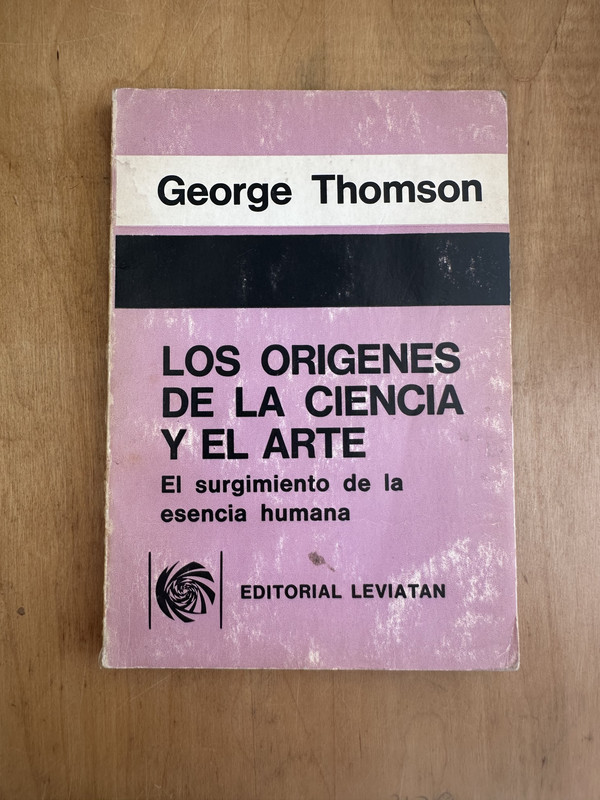 George Thomson
LOS ORIGENES
DE LA CIENCIA
Y EL ARTE
El surgimiento de la
esencia humana
EDITORIAL LEVIATAN